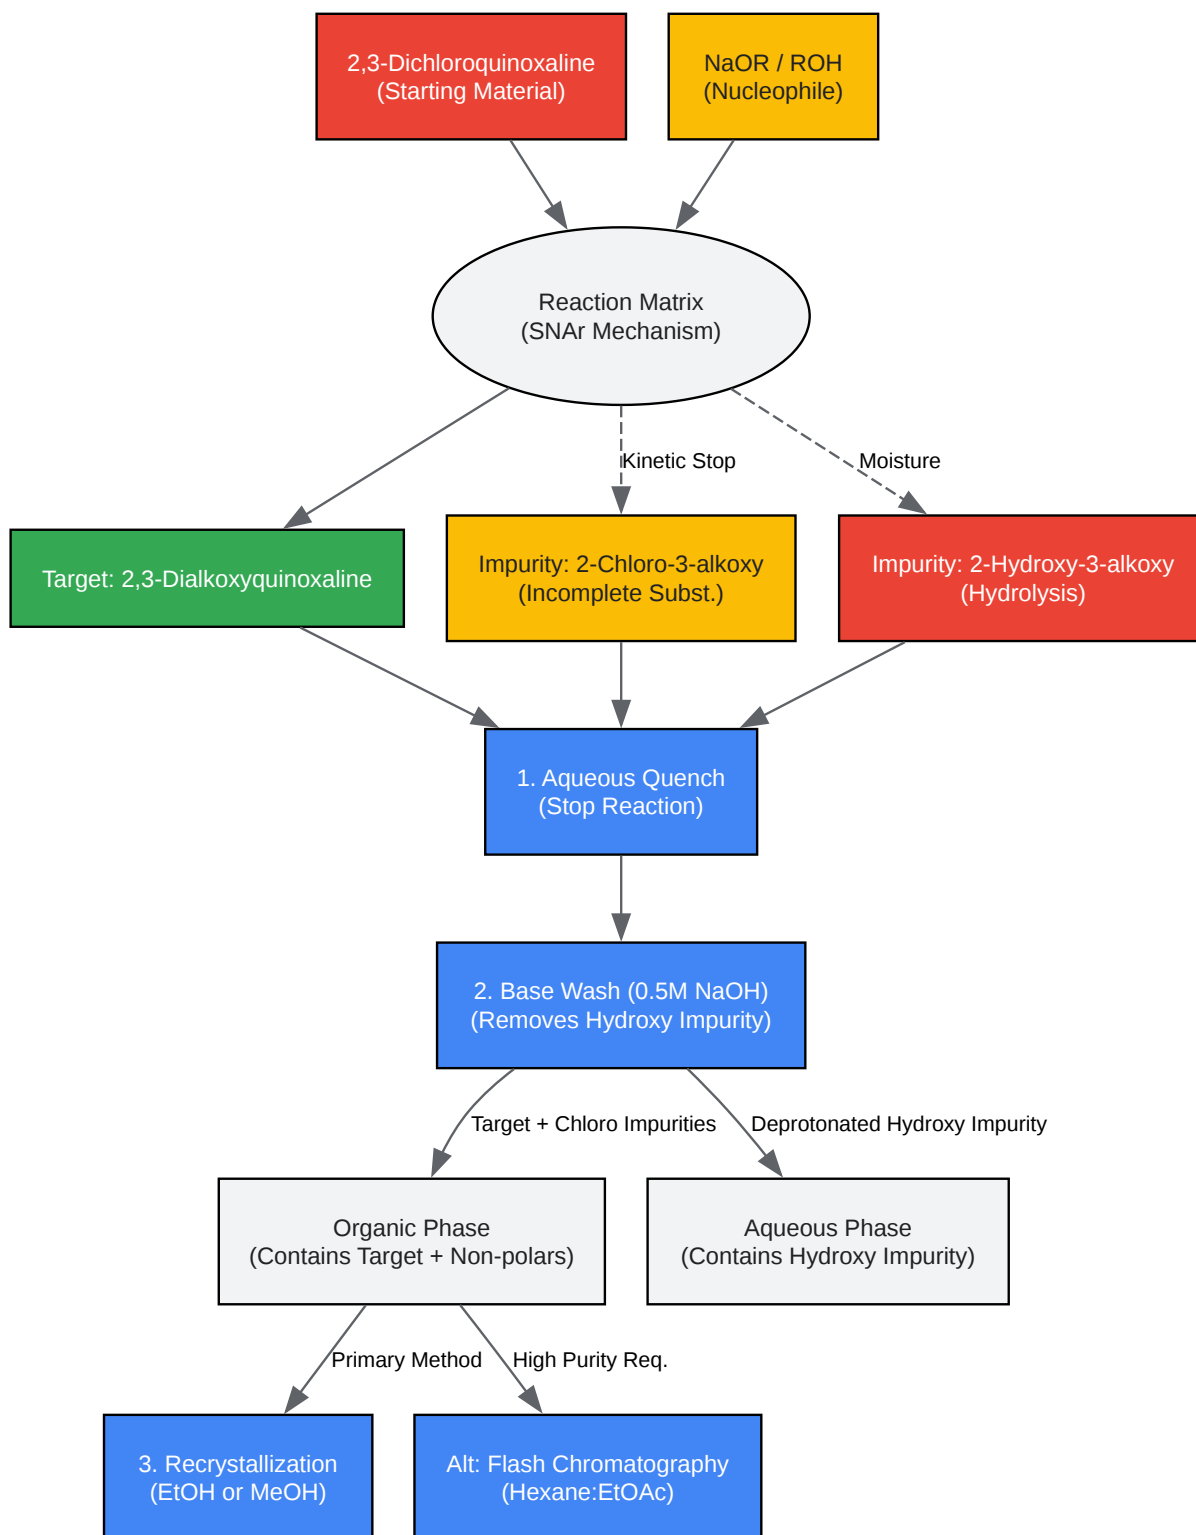 2,3-Dichloroquinoxaline
(Starting Material)
NaOR / ROH
(Nucleophile)
Reaction Matrix
(SNAr Mechanism)
Kinetic Stop
Moisture
Target: 2,3-Dialkoxyquinoxaline
Impurity: 2-Chloro-3-alkoxy
(Incomplete Subst.)
Impurity: 2-Hydroxy-3-alkoxy
(Hydrolysis)
1. Aqueous Quench
(Stop Reaction)
2. Base Wash (0.5M NaOH)
(Removes Hydroxy Impurity)
Target + Chloro Impurities
Deprotonated Hydroxy Impurity
Organic Phase
(Contains Target + Non-polars)
Aqueous Phase
(Contains Hydroxy Impurity)
Primary Method
High Purity Req.
3. Recrystallization
(EtOH or MeOH)
Alt: Flash Chromatography
(Hexane:EtOAc)